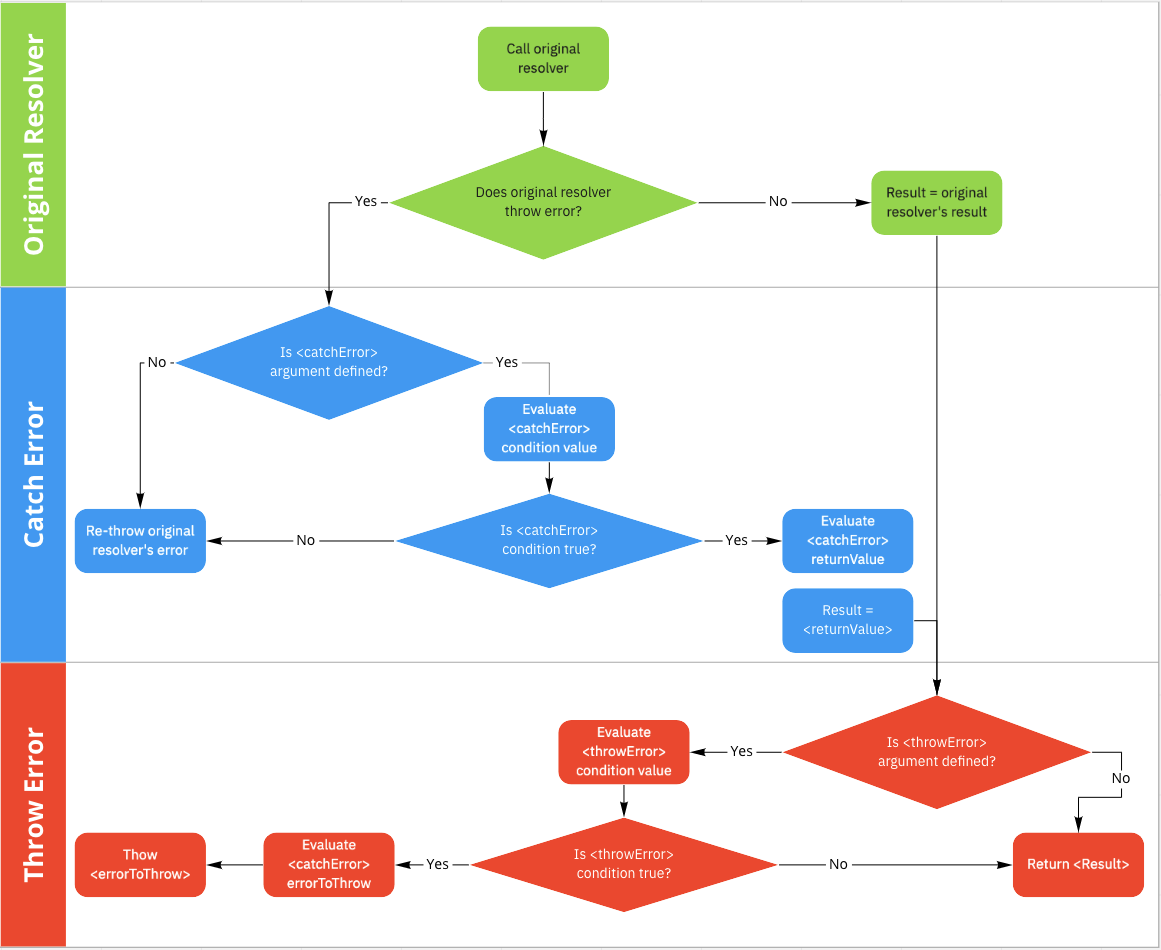 Original Resolver
Call original
resolver
Does original resolver
throw error?
Yes
No
Result = original
resolver's result
Catch Error
Is <catchError>
argument defined?
No
Yes
Evaluate
<catchError>
condition value
Re-throw original
resolver's error
No
Is <catchError>
condition true?
Yes
Evaluate
<catchError>
returnValue
Result =
<returnValue>
Throw Error
Is <throwError>
argument defined?
Yes
No
Evaluate
<throwError>
condition value
Thow
<errorToThrow>
Evaluate
<catchError>
errorToThrow
Yes
Is <throwError>
condition true?
No
Return <Result>